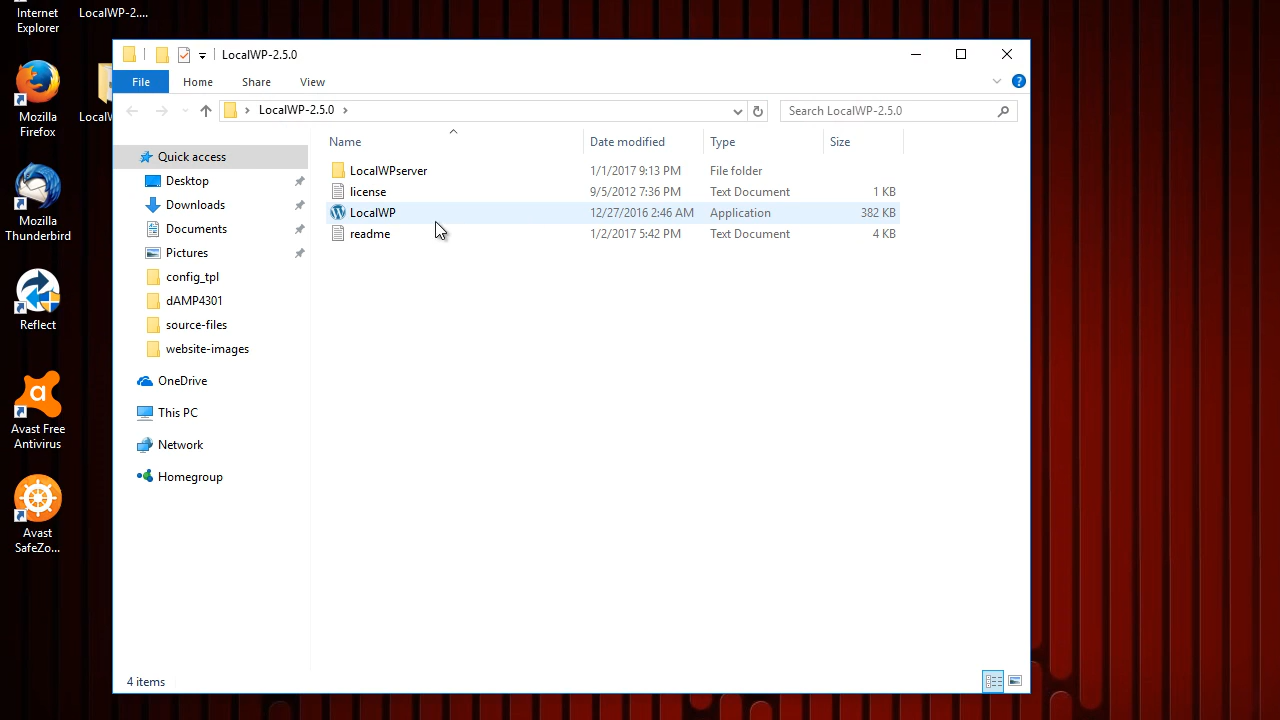 Internet
Explorer
LocalWP-2....
Mozilla
Firefox
LocalW
Mozilla
Thunderbird
Reflect
Avast Free
Antivirus
Avast
SafeZo...
LocalWP-2.5.0
File
Home
Share
View
LocalWP-2.5.0
Search LocalWP-2.5.0
Name
Date modified
Type
Size
LocalWPserver
1/1/2017 9:13 PM
File folder
license
9/5/2012 7:36 PM
Text Document
1 KB
LocalWP
12/27/2016 2:46 AM
Application
382 KB
readme
1/2/2017 5:42 PM
Text Document
4 KB
Quick access
Desktop
Downloads
Documents
Pictures
config_tpl
dAMP4301
source-files
website-images
OneDrive
This PC
Network
Homegroup
4 items